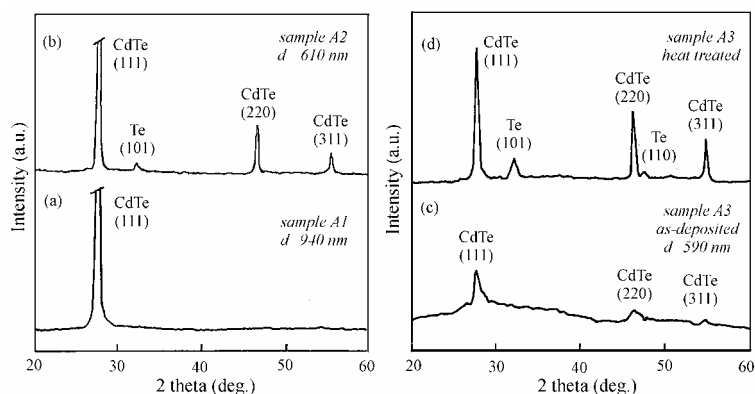 (b)
sample A2
d 610 nm
CdTe
(111)
Te
(101)
CdTe
(220)
CdTe
(311)
(a)
CdTe
(111)
sample A1
d 940 nm
Intensity (a.u.)
20 30 40 50 60
2 theta (deg.)
(d)
sample A3
heat treated
CdTe
(111)
Te
(101)
CdTe
(220)
Te
(110)
CdTe
(311)
(c)
sample A3
as-deposited
d 590 nm
CdTe
(111)
CdTe
(220)
CdTe
(311)
Intensity (a.u.)
20 30 40 50 60
2 theta (deg.)